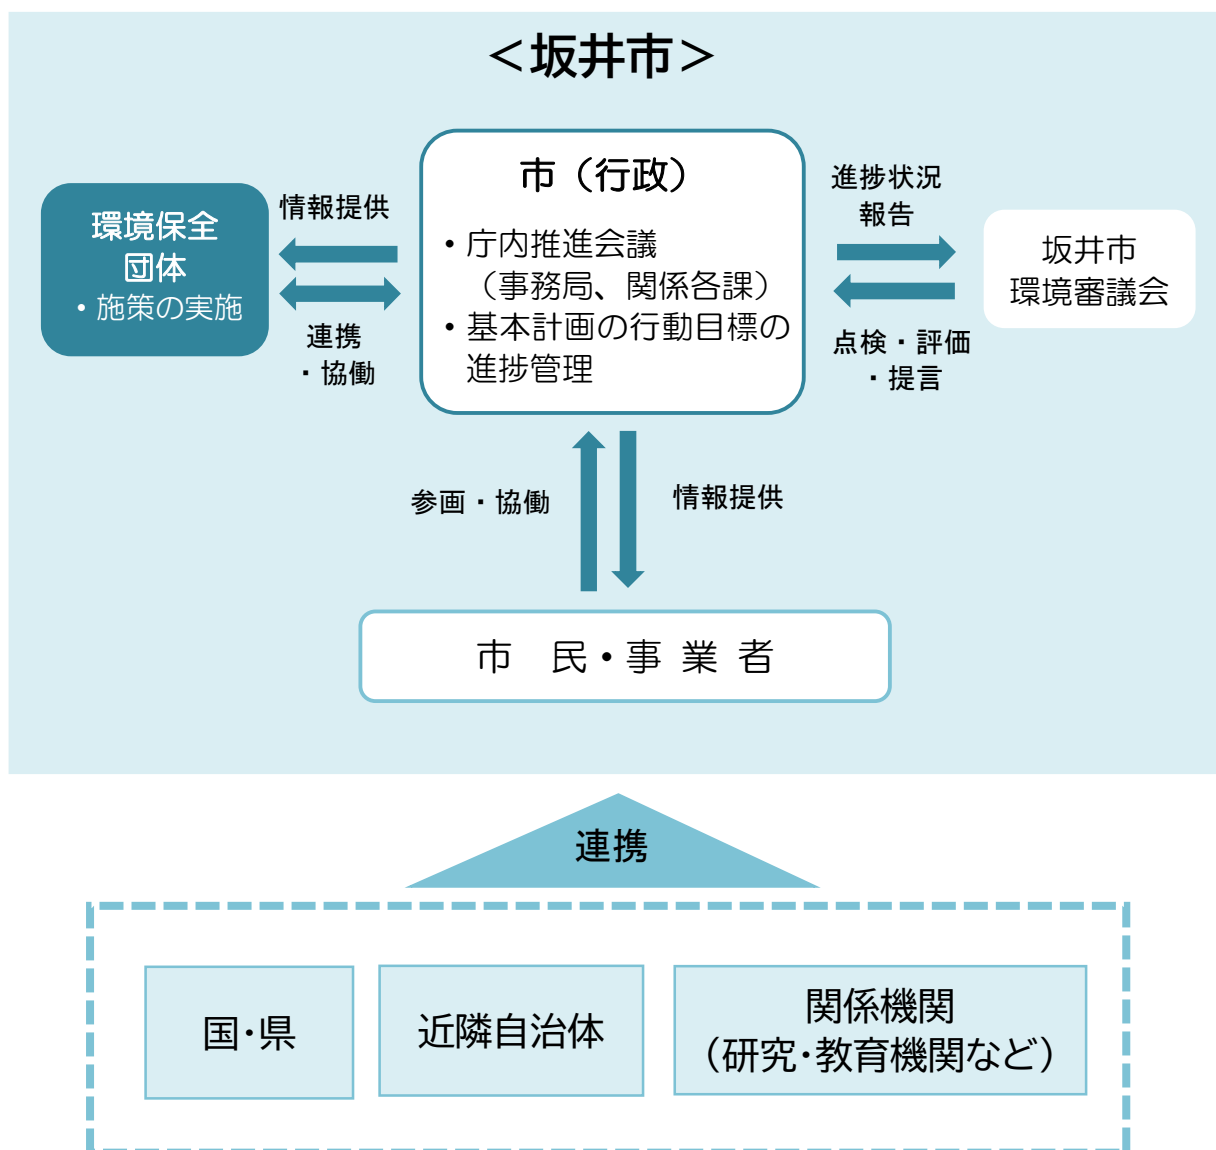 ＜坂井市＞
環境保全
団体
・施策の実施
情報提供
連携
・協働
市（行政）
・庁内推進会議
（事務局、関係各課）
・基本計画の行動目標の
進捗管理
進捗状況
報告
点検・評価
・提言
坂井市
環境審議会
参画・協働
情報提供
市　民・事 業 者
連携
国・県
近隣自治体
関係機関
（研究・教育機関など）